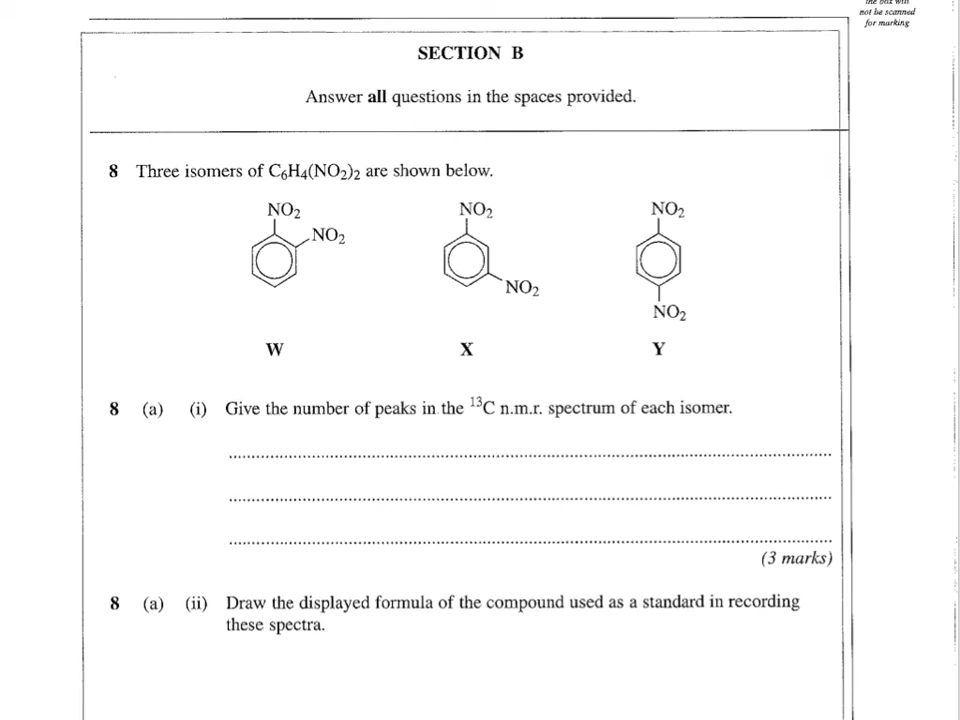 the box will
not be scanned
for marking
SECTION B
Answer all questions in the spaces provided.
8 Three isomers of C₆H₄(NO₂)₂ are shown below.
NO₂ NO₂ NO₂
NO₂
NO₂
NO₂
W X Y
8 (a) (i) Give the number of peaks in the ¹³C n.m.r. spectrum of each isomer.
(3 marks)
8 (a) (ii) Draw the displayed formula of the compound used as a standard in recording
these spectra.